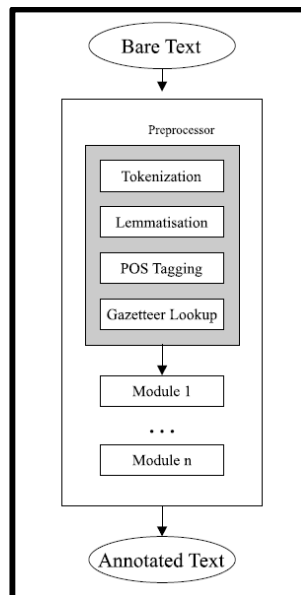 Bare Text
Preprocessor
Tokenization
Lemmatisation
POS Tagging
Gazetteer Lookup
Module 1
...
Module n
Annotated Text